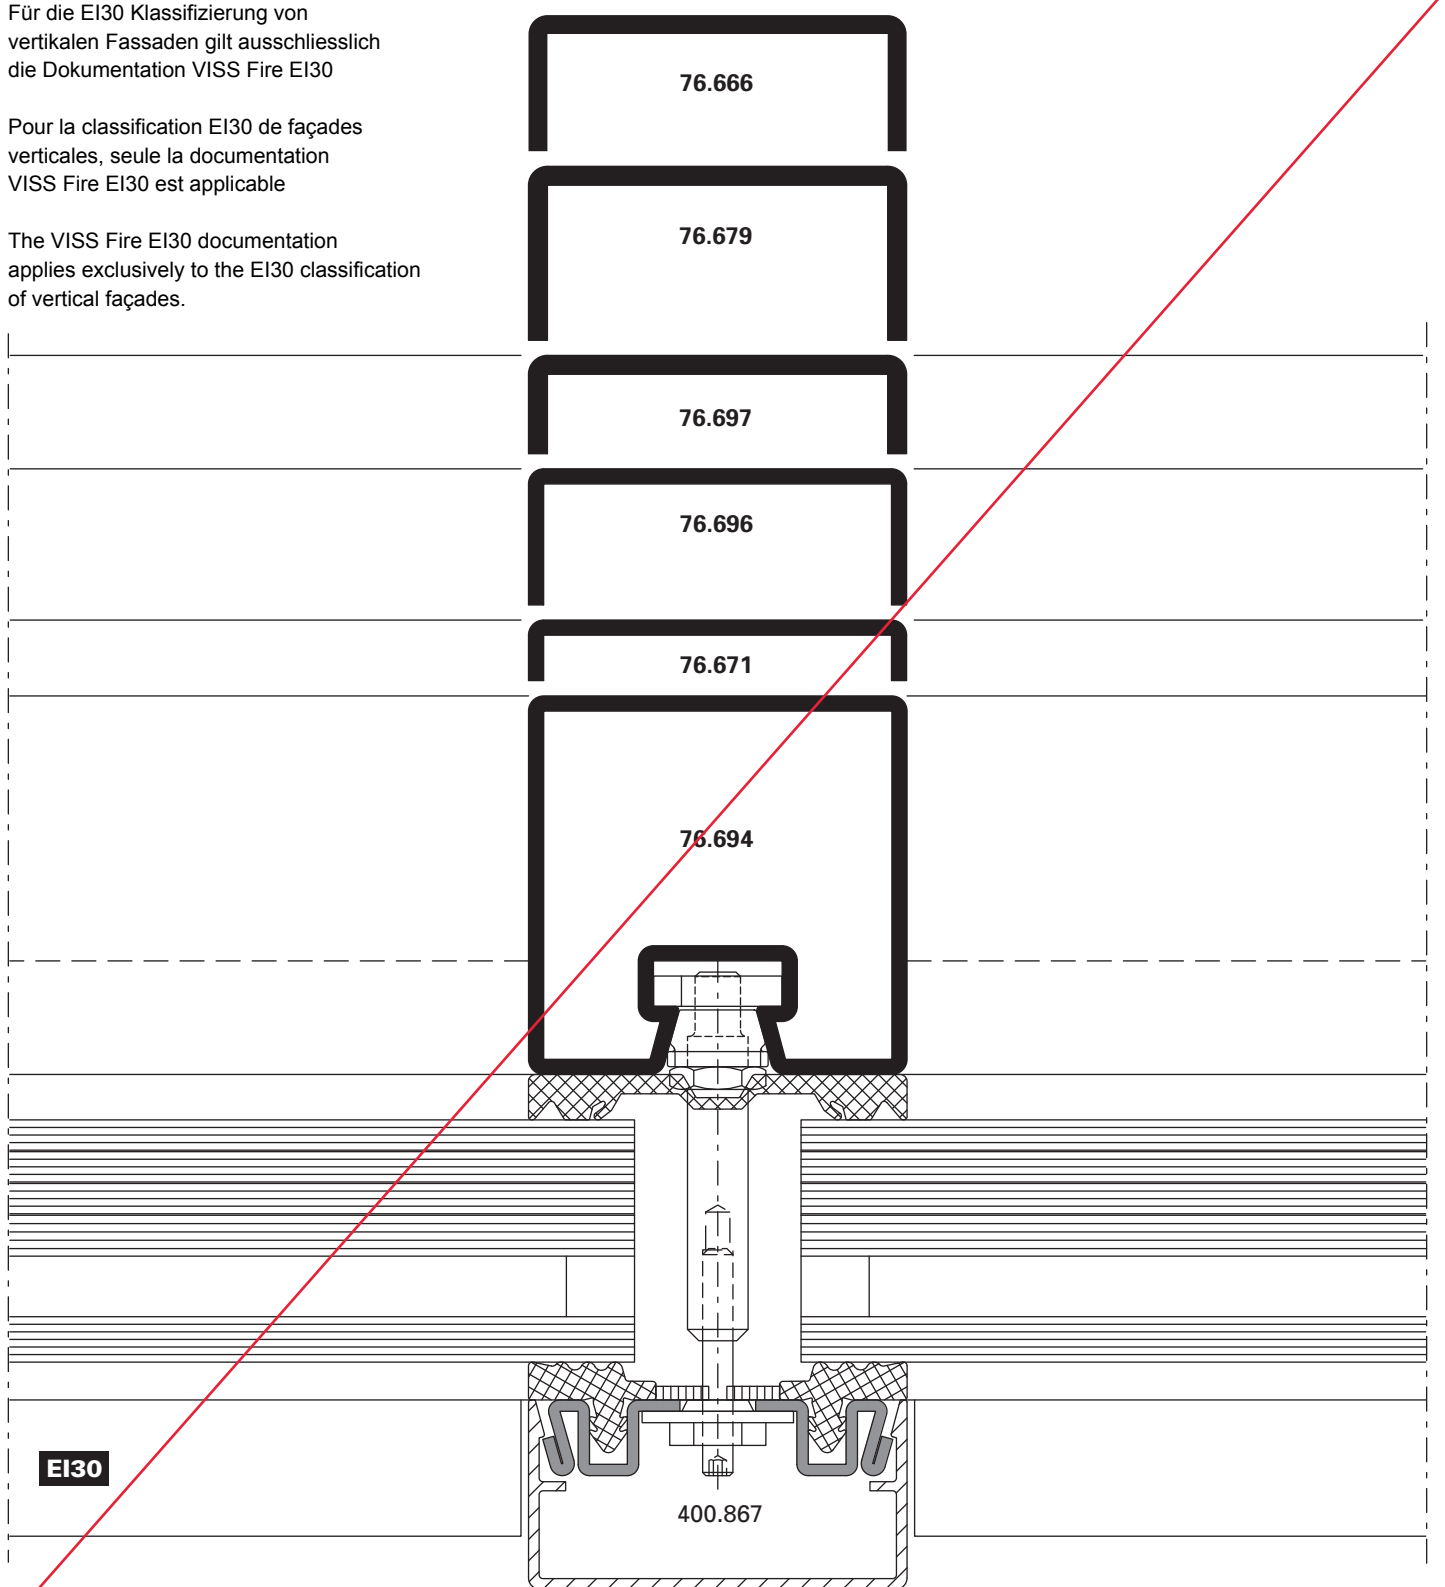 Für die EI30 Klassifizierung von
vertikalen Fassaden gilt ausschliesslich
die Dokumentation VISS Fire EI30
Pour la classification EI30 de façades
verticales, seule la documentation
VISS Fire EI30 est applicable
The VISS Fire EI30 documentation
applies exclusively to the EI30 classification
of vertical façades.
76.666
76.679
76.697
76.696
76.671
76.694
EI30
400.867